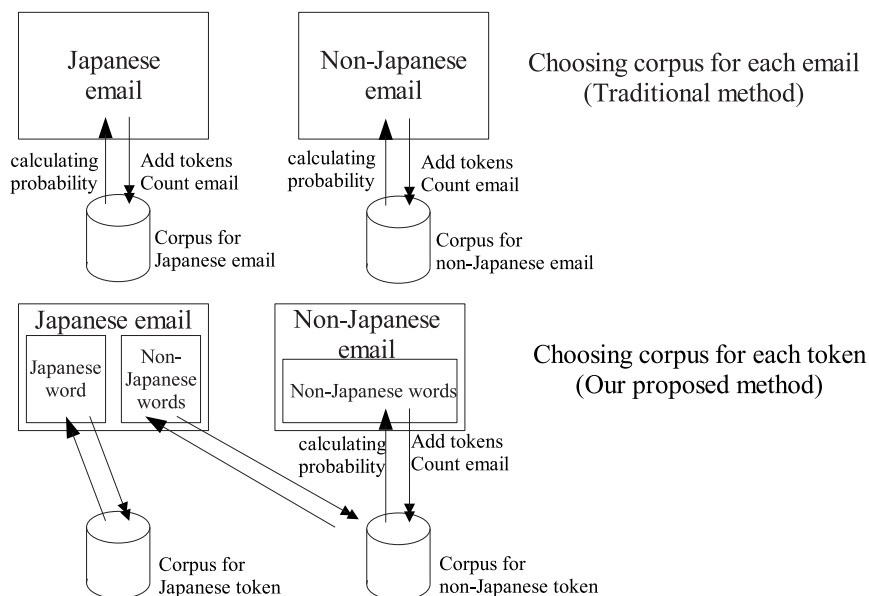 Japanese
email
Non-Japanese
email
Choosing corpus for each email
(Traditional method)
calculating
probability
Add tokens
Count email
calculating
probability
Add tokens
Count email
Corpus for
Japanese email
Corpus for
non-Japanese email
Japanese email
Japanese
word
Non-
Japanese
words
Non-Japanese
email
Non-Japanese words
Choosing corpus for each token
(Our proposed method)
calculating
probability
Add tokens
Count email
Corpus for
Japanese token
Corpus for
non-Japanese token